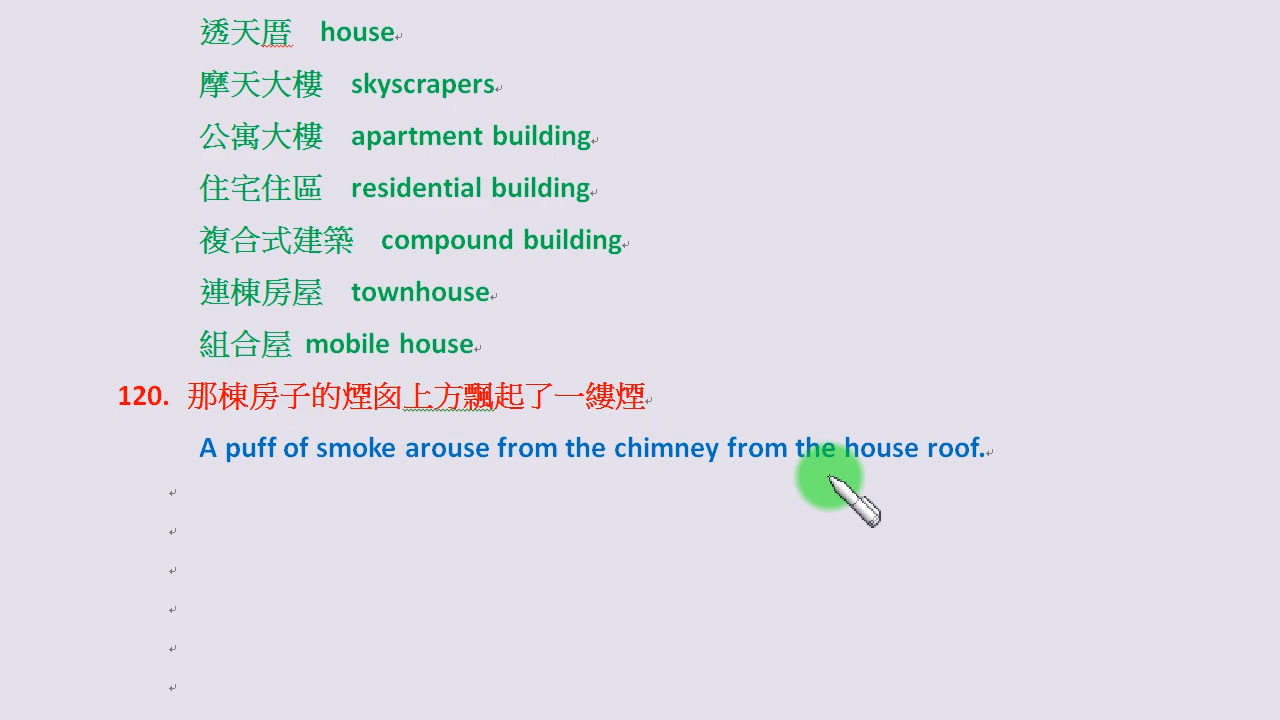 透天厝 house
摩天大樓 skyscrapers
公寓大樓 apartment building
住宅住區 residential building
複合式建築 compound building
連棟房屋 townhouse
組合屋 mobile house
120. 那棟房子的煙囪上方飄起了一縷煙
A puff of smoke arouse from the chimney from the house roof.